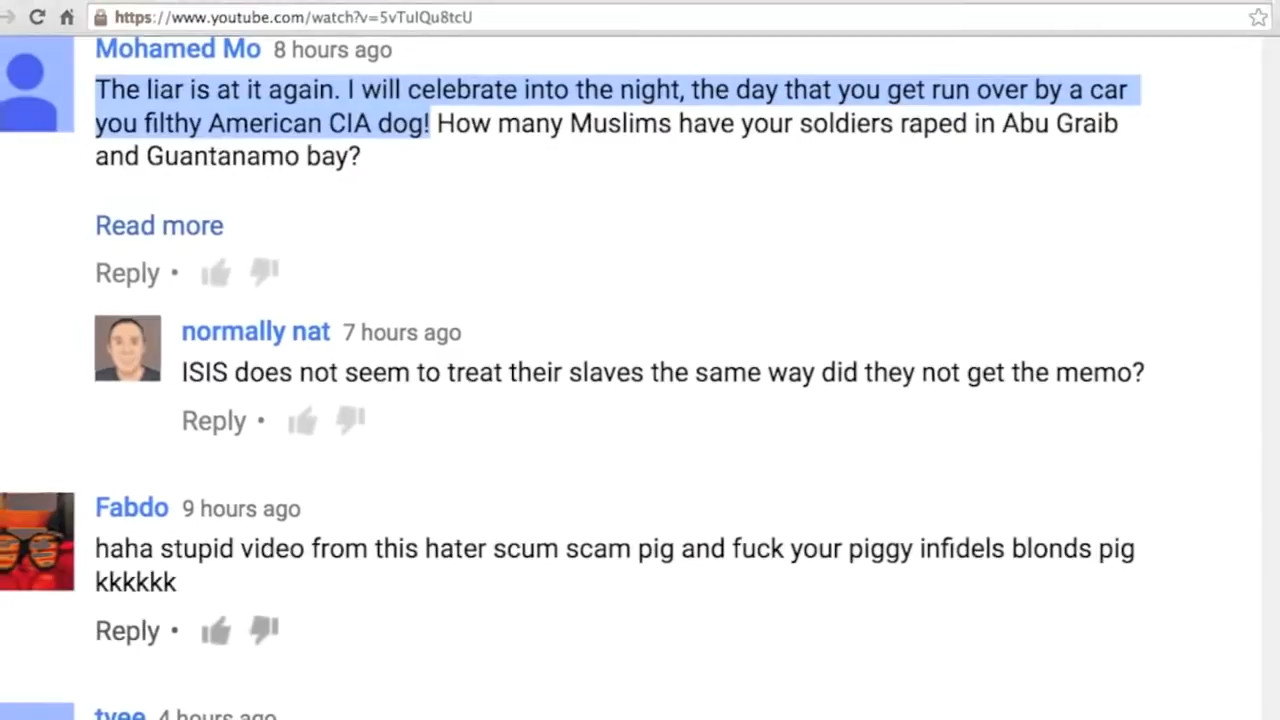 https://www.youtube.com/watch?v=5vTuIQu8tcU
Mohamed Mo 8 hours ago
The liar is at it again. I will celebrate into the night, the day that you get run over by a car
you filthy American CIA dog! How many Muslims have your soldiers raped in Abu Graib
and Guantanamo bay?
Read more
Reply •
normally nat 7 hours ago
ISIS does not seem to treat their slaves the same way did they not get the memo?
Reply •
Fabdo 9 hours ago
haha stupid video from this hater scum scam pig and fuck your piggy infidels blonds pig
kkkkkk
Reply •
tyee 4 hours ago